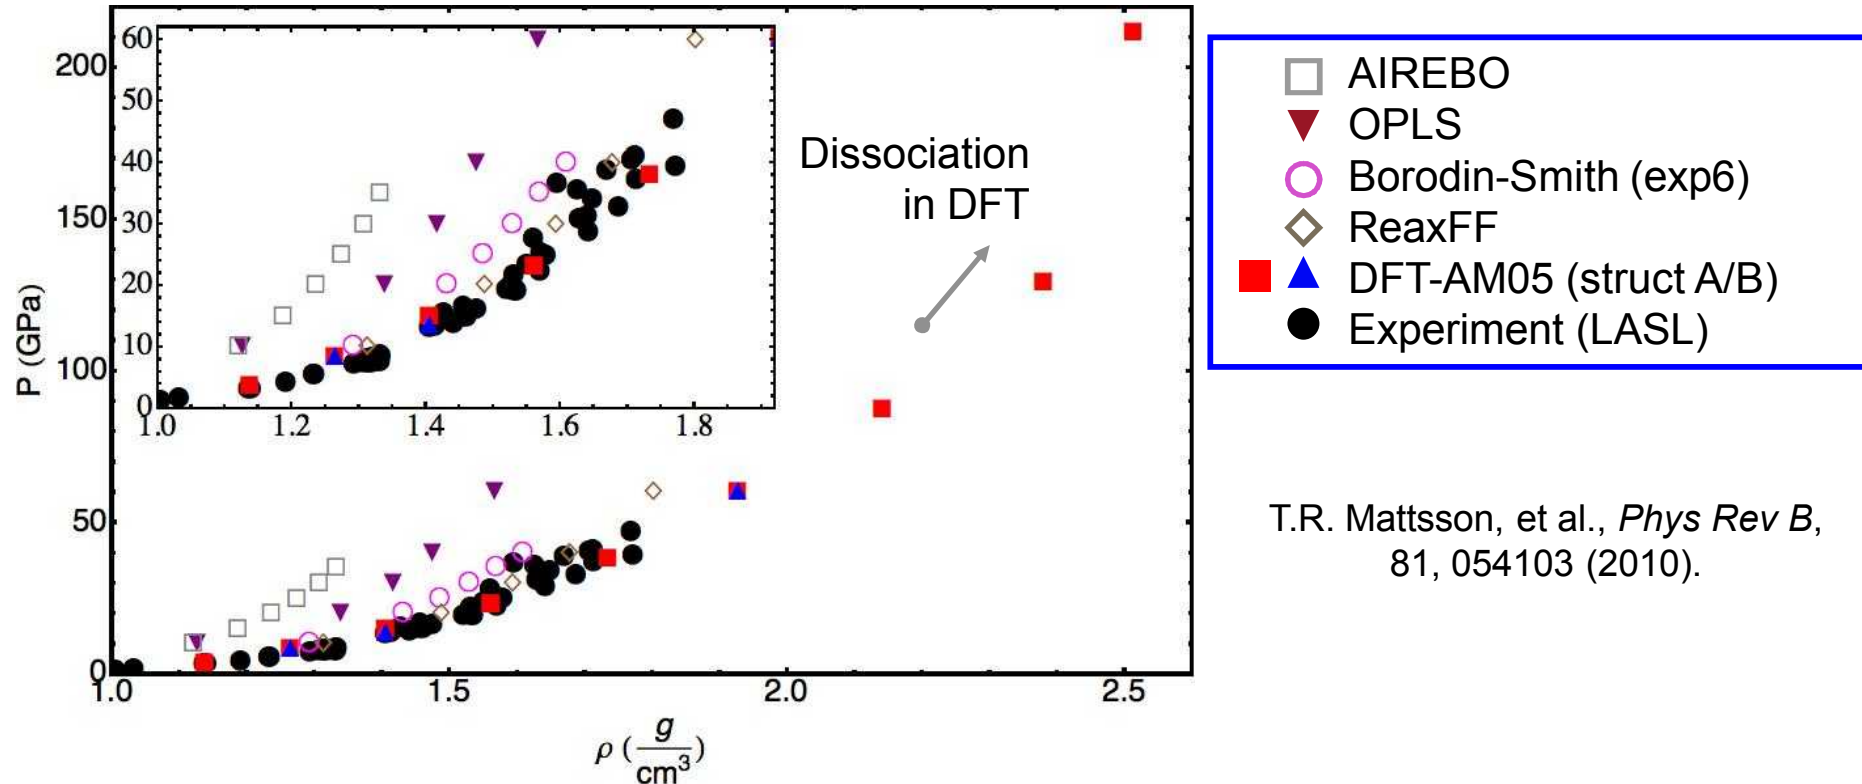 200
150
100
50
0
P (GPa)
60
50
40
30
20
10
0
1.0 1.2 1.4 1.6 1.8
Dissociation
in DFT
1.0 1.5 2.0 2.5
ρ (g/cm³)
AIREBO
OPLS
Borodin-Smith (exp6)
ReaxFF
DFT-AM05 (struct A/B)
Experiment (LASL)
T.R. Mattsson, et al., Phys Rev B,
81, 054103 (2010).